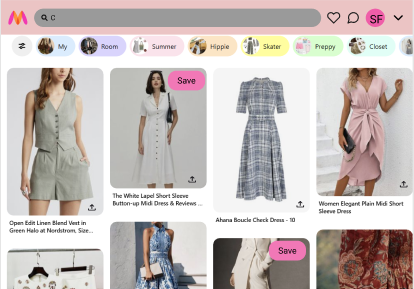 C
SF
My
Room
Summer
Hippie
Skater
Preppy
Closet
Save
The White Lapel Short Sleeve
Button-up Midi Dress & Reviews ...
Women Elegant Plain Midi Short
Sleeve Dress
Ahana Boucle Check Dress - 10
Open Edit Linen Blend Vest in
Green Halo at Nordstrom, Size...
Save